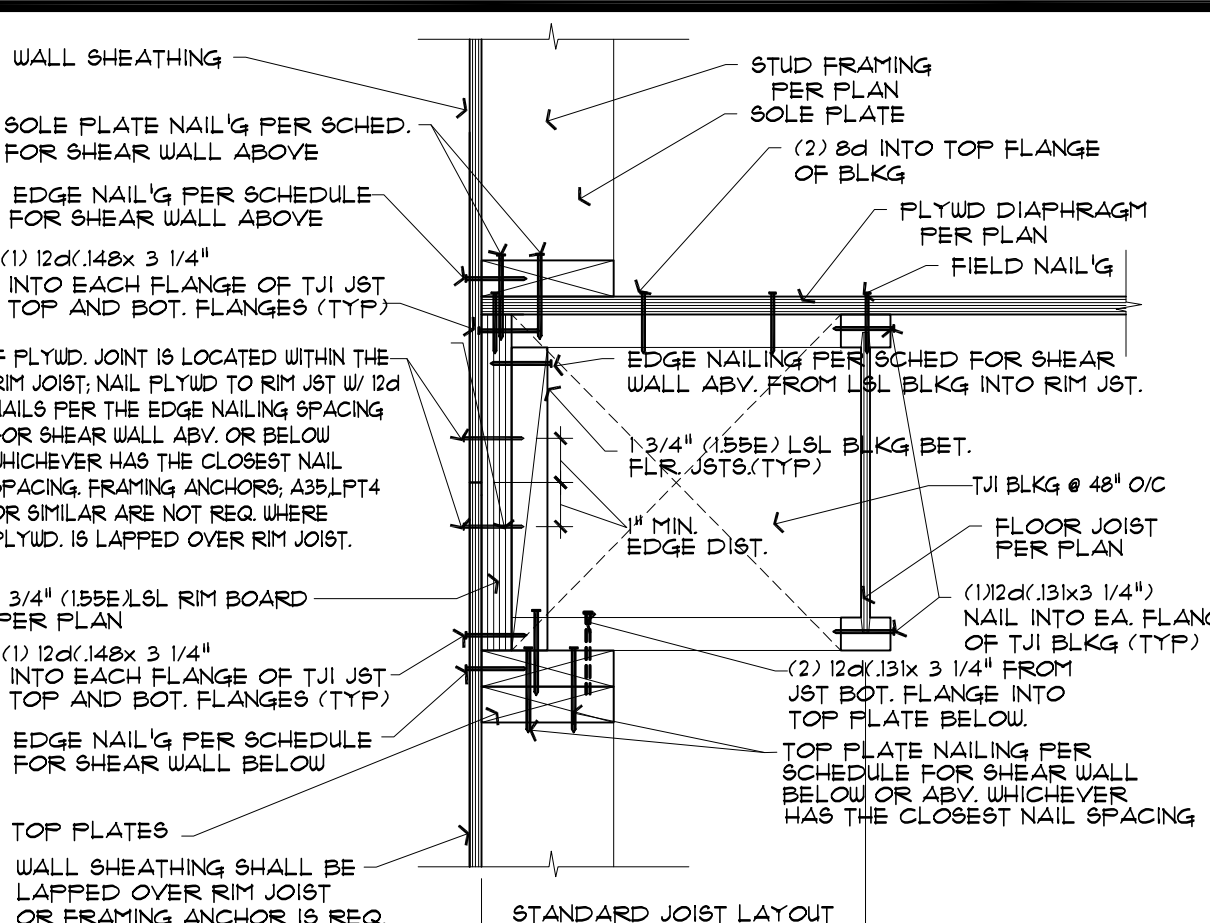 WALL SHEATHING
SOLE PLATE NAIL'G PER SCHED.
FOR SHEAR WALL ABOVE
EDGE NAIL'G PER SCHEDULE
FOR SHEAR WALL ABOVE
(1) 12d(.148x 3 1/4"
INTO EACH FLANGE OF TJI JST
TOP AND BOT. FLANGES (TYP)
PLYWD. JOINT IS LOCATED WITHIN THE
RIM JOIST; NAIL PLYWD TO RIM JST W/ 12d
NAILS PER THE EDGE NAILING SPACING
FOR SHEAR WALL ABV. OR BELOW
WHICHEVER HAS THE CLOSEST NAIL
SPACING. FRAMING ANCHORS; A35,LPT4
OR SIMILAR ARE NOT REQ. WHERE
PLYWD. IS LAPPED OVER RIM JOIST.
3/4" (1.55E)LSL RIM BOARD
PER PLAN
(1) 12d(.148x 3 1/4"
INTO EACH FLANGE OF TJI JST
TOP AND BOT. FLANGES (TYP)
EDGE NAIL'G PER SCHEDULE
FOR SHEAR WALL BELOW
TOP PLATES
WALL SHEATHING SHALL BE
LAPPED OVER RIM JOIST
OR FRAMING ANCHOR IS REQ.
STUD FRAMING
PER PLAN
SOLE PLATE
(2) 8d INTO TOP FLANGE
OF BLKG
PLYWD DIAPHRAGM
PER PLAN
FIELD NAIL'G
EDGE NAILING PER SCHED FOR SHEAR
WALL ABV. FROM LSL BLKG INTO RIM JST.
1 3/4" (1.55E) LSL BLKG BET.
FLR. JSTS.(TYP)
TJI BLKG @ 48" O/C
1" MIN.
EDGE DIST.
FLOOR JOIST
PER PLAN
(1)12d(.131x3 1/4")
NAIL INTO EA. FLANG
OF TJI BLKG (TYP)
(2) 12d(.131x 3 1/4" FROM
JST BOT. FLANGE INTO
TOP PLATE BELOW.
TOP PLATE NAILING PER
SCHEDULE FOR SHEAR WALL
BELOW OR ABV. WHICHEVER
HAS THE CLOSEST NAIL SPACING
STANDARD JOIST LAYOUT